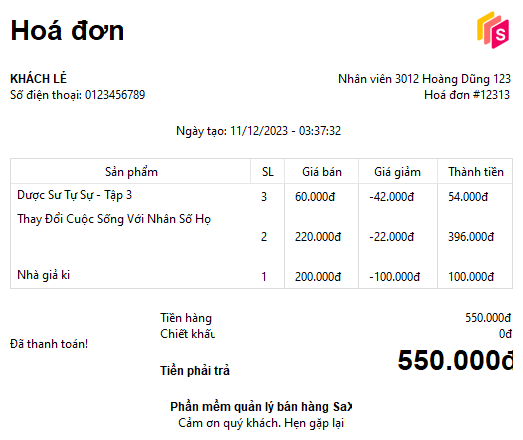 Hoá đơn
S
KHÁCH LẺ
Nhân viên 3012 Hoàng Dũng 123
Số điện thoại: 0123456789
Hoá đơn #12313
Ngày tạo: 11/12/2023 - 03:37:32
Sản phẩm SL Giá bán Giá giảm Thành tiền
Dược Sư Tự Sự - Tập 3 3 60.000đ -42.000đ 54.000đ
Thay Đổi Cuộc Sống Với Nhân Số Họ
2 220.000đ -22.000đ 396.000đ
Nhà giả ki 1 200.000đ -100.000đ 100.000đ
Tiền hàng 550.000đ
Chiết khấu 0đ
Đã thanh toán!
Tiền phải trả 550.000đ
Phần mềm quản lý bán hàng SaX
Cảm ơn quý khách. Hẹn gặp lại